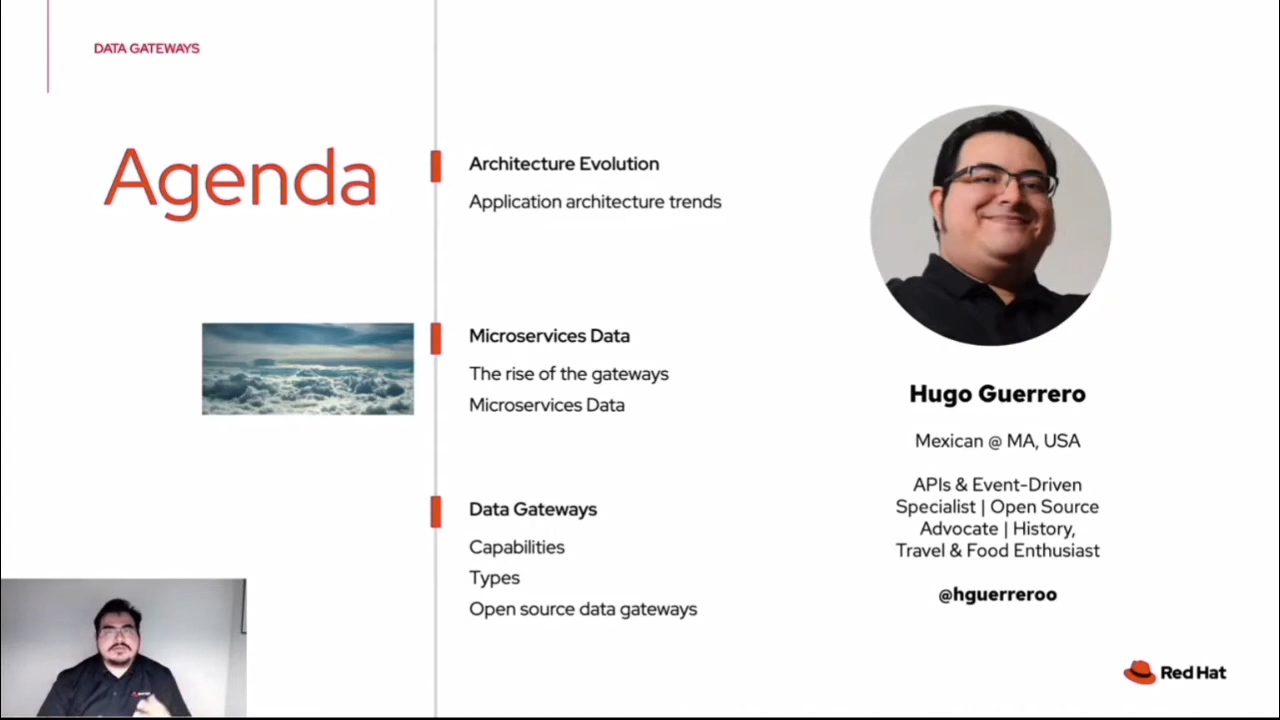 DATA GATEWAYS
Agenda
Architecture Evolution
Application architecture trends
Microservices Data
The rise of the gateways
Microservices Data
Data Gateways
Capabilities
Types
Open source data gateways
Hugo Guerrero
Mexican @ MA, USA
APIs & Event-Driven
Specialist | Open Source
Advocate | History,
Travel & Food Enthusiast
@hguerreroo
Red Hat